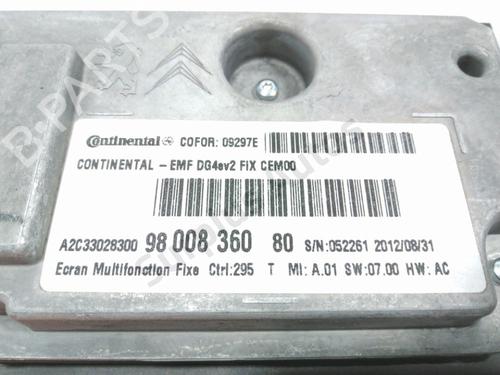 Continental COFOR: 09297E
CONTINENTAL - EMF DG4ev2 FIX CEM00
A2C33028300 98 008 360 80 S/N:052261 2012/08/31
Ecran Multifonction Fixe Ctrl:295 T MI: A.01 SW:07.00 HW: AC
B-PARTS